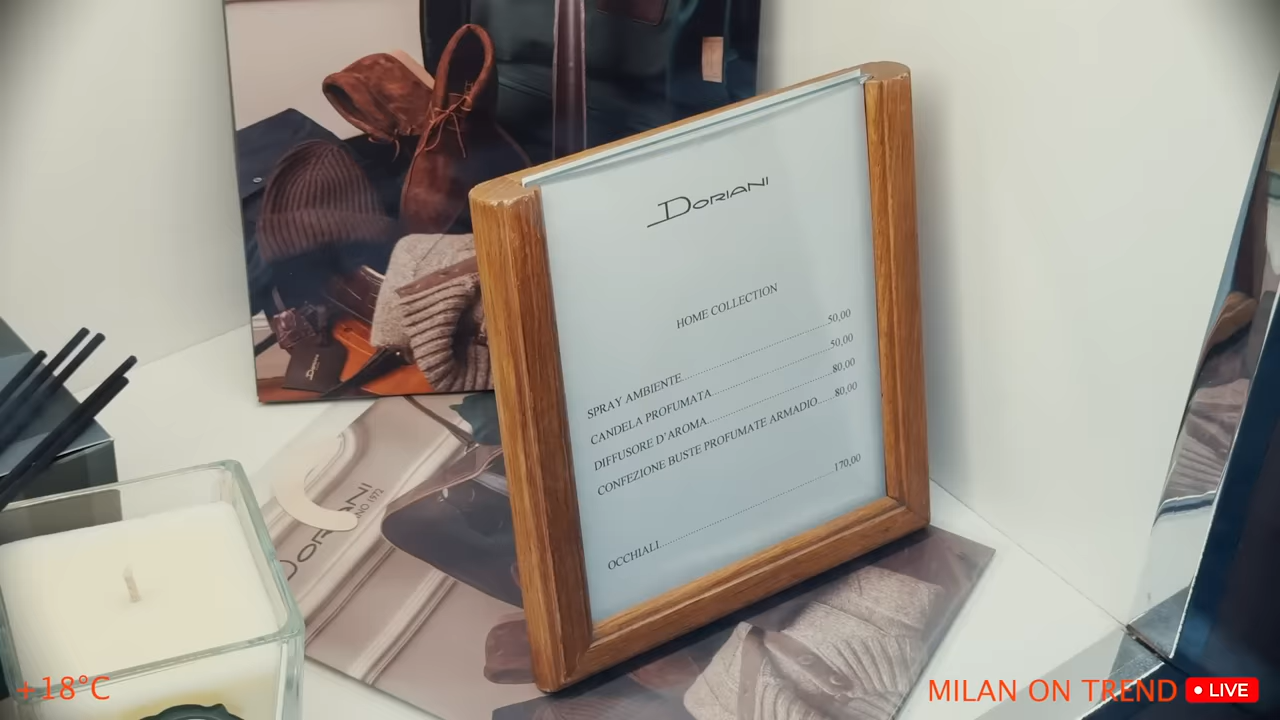 DORIANI
HOME COLLECTION
SPRAY AMBIENTE........................50,00
CANDELA PROFUMATA........................50,00
DIFFUSORE D'AROMA........................80,00
CONFEZIONE BUSTE PROFUMATE ARMADIO.....80,00
OCCHIALI........................170,00
+18°C
MILAN ON TREND
LIVE